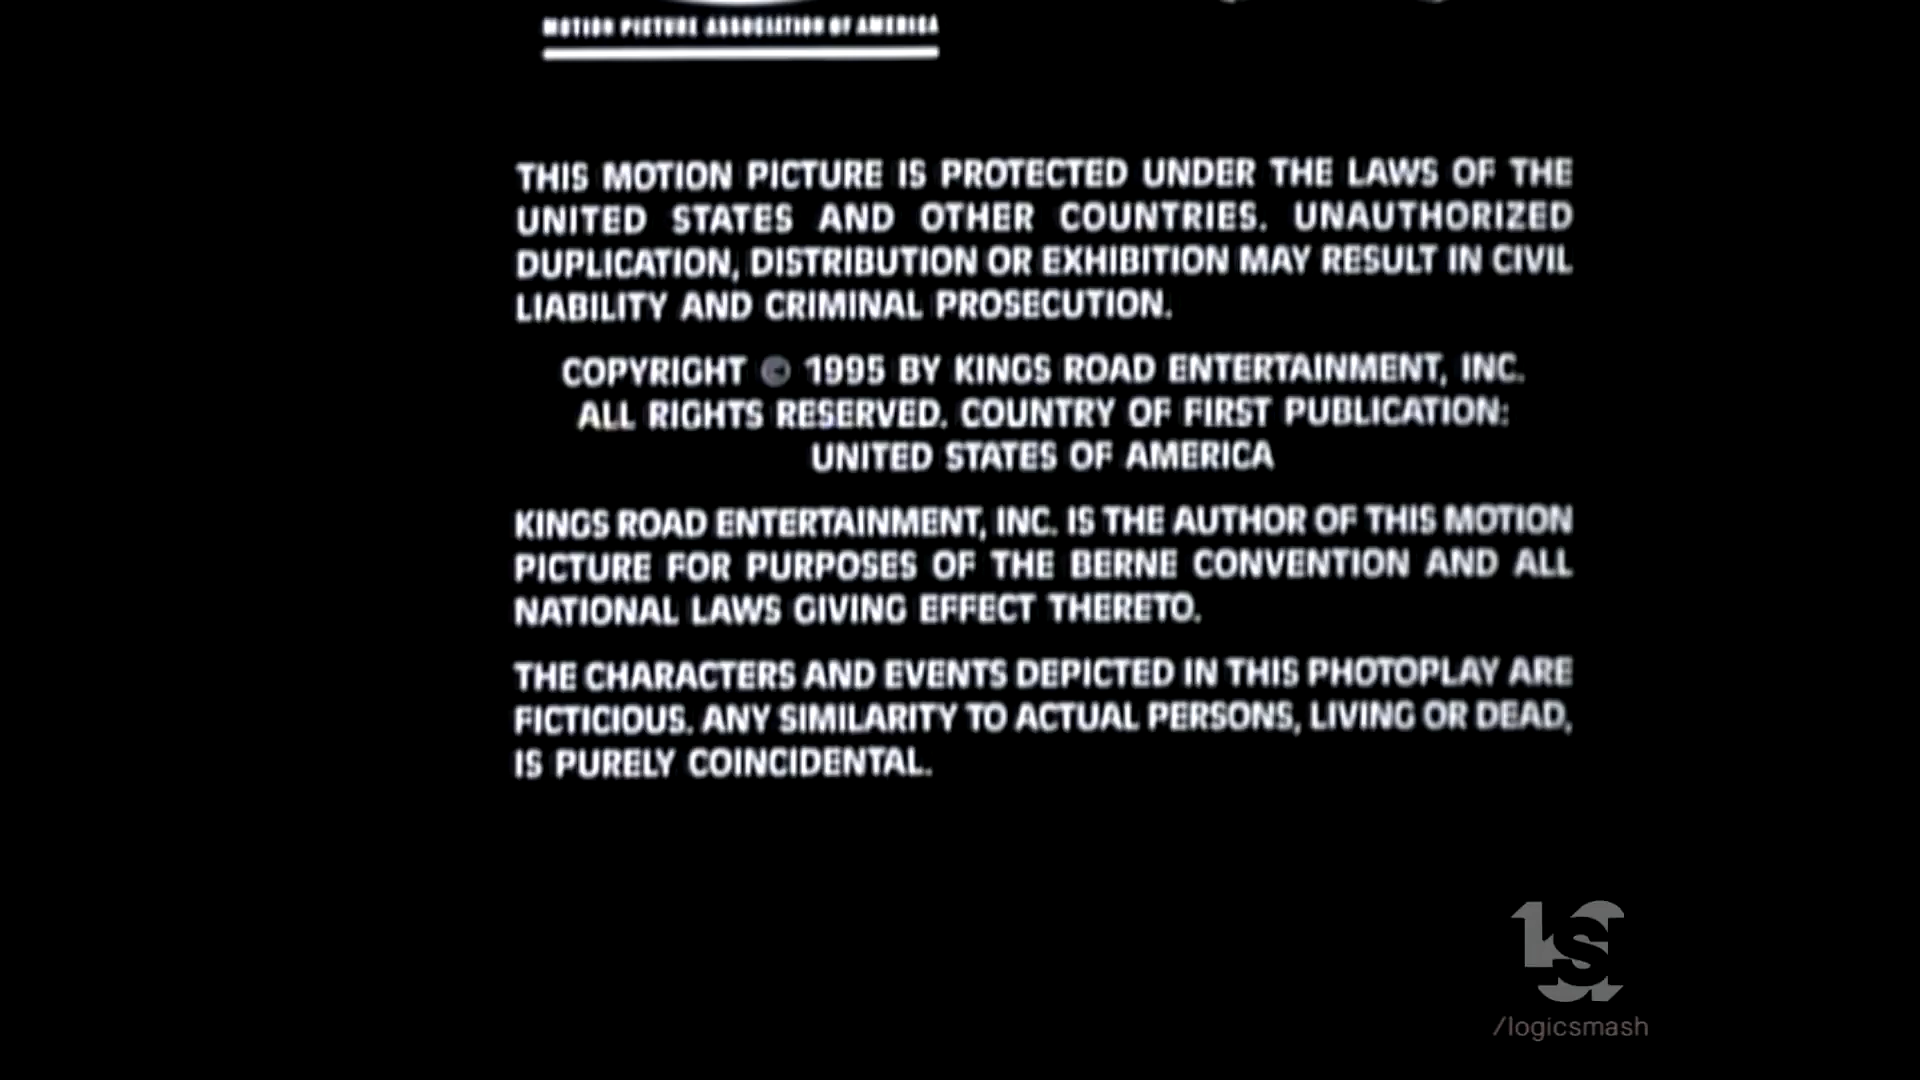 MOTION PICTURE ASSOCIATION OF AMERICA
THIS MOTION PICTURE IS PROTECTED UNDER THE LAWS OF THE
UNITED STATES AND OTHER COUNTRIES. UNAUTHORIZED
DUPLICATION, DISTRIBUTION OR EXHIBITION MAY RESULT IN CIVIL
LIABILITY AND CRIMINAL PROSECUTION.
COPYRIGHT © 1995 BY KINGS ROAD ENTERTAINMENT, INC.
ALL RIGHTS RESERVED. COUNTRY OF FIRST PUBLICATION:
UNITED STATES OF AMERICA
KINGS ROAD ENTERTAINMENT, INC. IS THE AUTHOR OF THIS MOTION
PICTURE FOR PURPOSES OF THE BERNE CONVENTION AND ALL
NATIONAL LAWS GIVING EFFECT THERETO.
THE CHARACTERS AND EVENTS DEPICTED IN THIS PHOTOPLAY ARE
FICTICIOUS. ANY SIMILARITY TO ACTUAL PERSONS, LIVING OR DEAD,
IS PURELY COINCIDENTAL.
/logicsmash